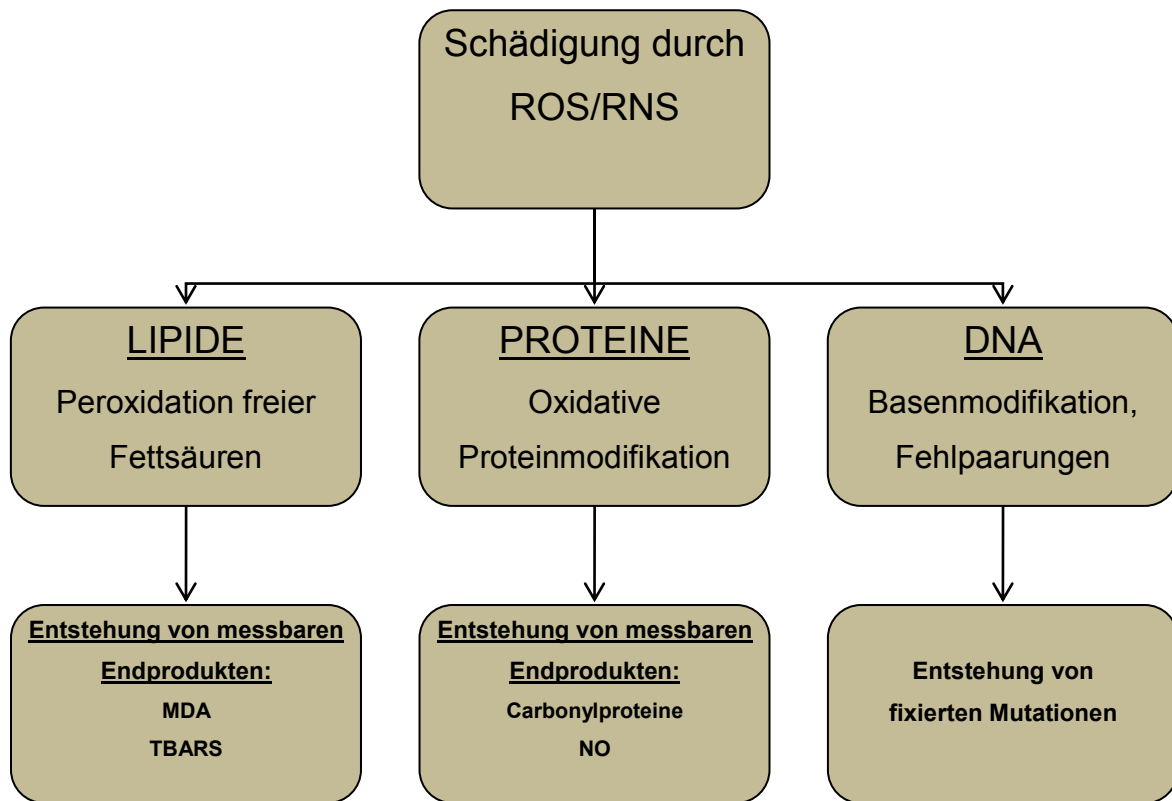 Schädigung durch
ROS/RNS
LIPIDE
Peroxidation freier
Fettsäuren
PROTEINE
Oxidative
Proteinmodifikation
DNA
Basenmodifikation,
Fehlpaarungen
Entstehung von messbaren
Endprodukten:
MDA
TBARS
Entstehung von messbaren
Endprodukten:
Carbonylproteine
NO
Entstehung von
fixierten Mutationen